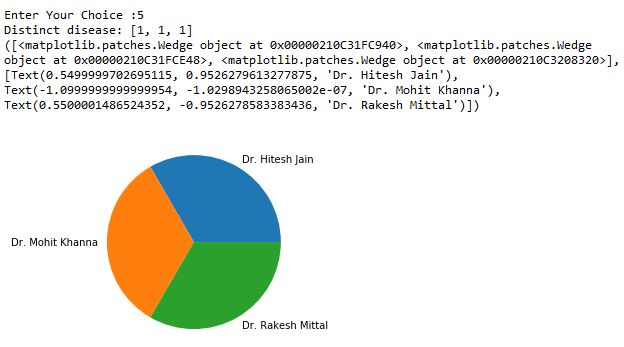 Enter Your Choice :5
Distinct disease: [1, 1, 1]
([<matplotlib.patches.Wedge object at 0x00000210C31FC940>, <matplotlib.patches.Wedge
object at 0x00000210C31FCE48>, <matplotlib.patches.Wedge object at 0x00000210C3208320>],
[Text(0.5499999702695115, 0.9526279613277875, 'Dr. Hitesh Jain'),
Text(-1.0999999999999954, -1.0298943258065002e-07, 'Dr. Mohit Khanna'),
Text(0.5500001486524352, -0.9526278583383436, 'Dr. Rakesh Mittal')])
Dr. Hitesh Jain
Dr. Mohit Khanna
Dr. Rakesh Mittal